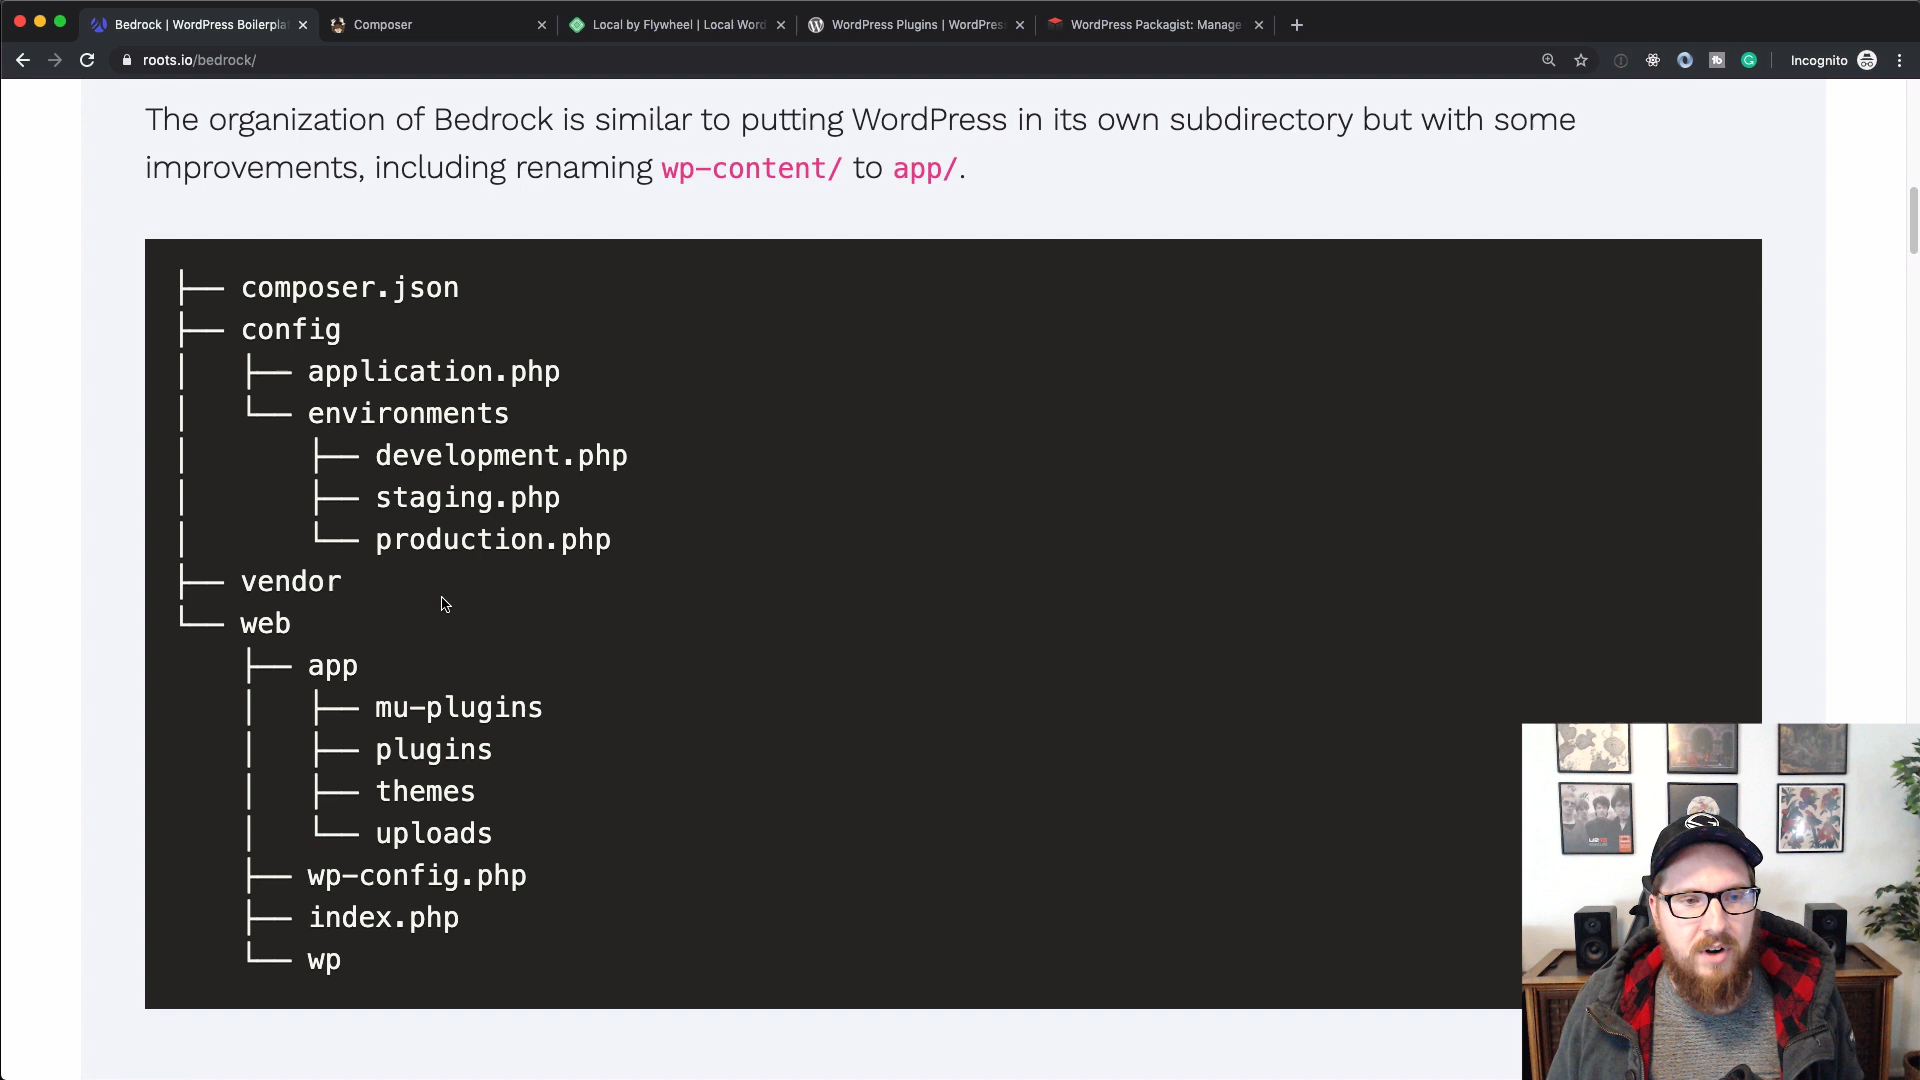 Bedrock | WordPress Boilerpla
Composer
Local by Flywheel | Local Word
WordPress Plugins | WordPres
WordPress Packagist: Manage
roots.io/bedrock/
Incognito
The organization of Bedrock is similar to putting WordPress in its own subdirectory but with some
improvements, including renaming wp-content/ to app/.
├── composer.json
├── config
│   ├── application.php
│   └── environments
│       ├── development.php
│       ├── staging.php
│       └── production.php
├── vendor
└── web
    ├── app
    │   ├── mu-plugins
    │   ├── plugins
    │   ├── themes
    │   └── uploads
    ├── wp-config.php
    ├── index.php
    └── wp